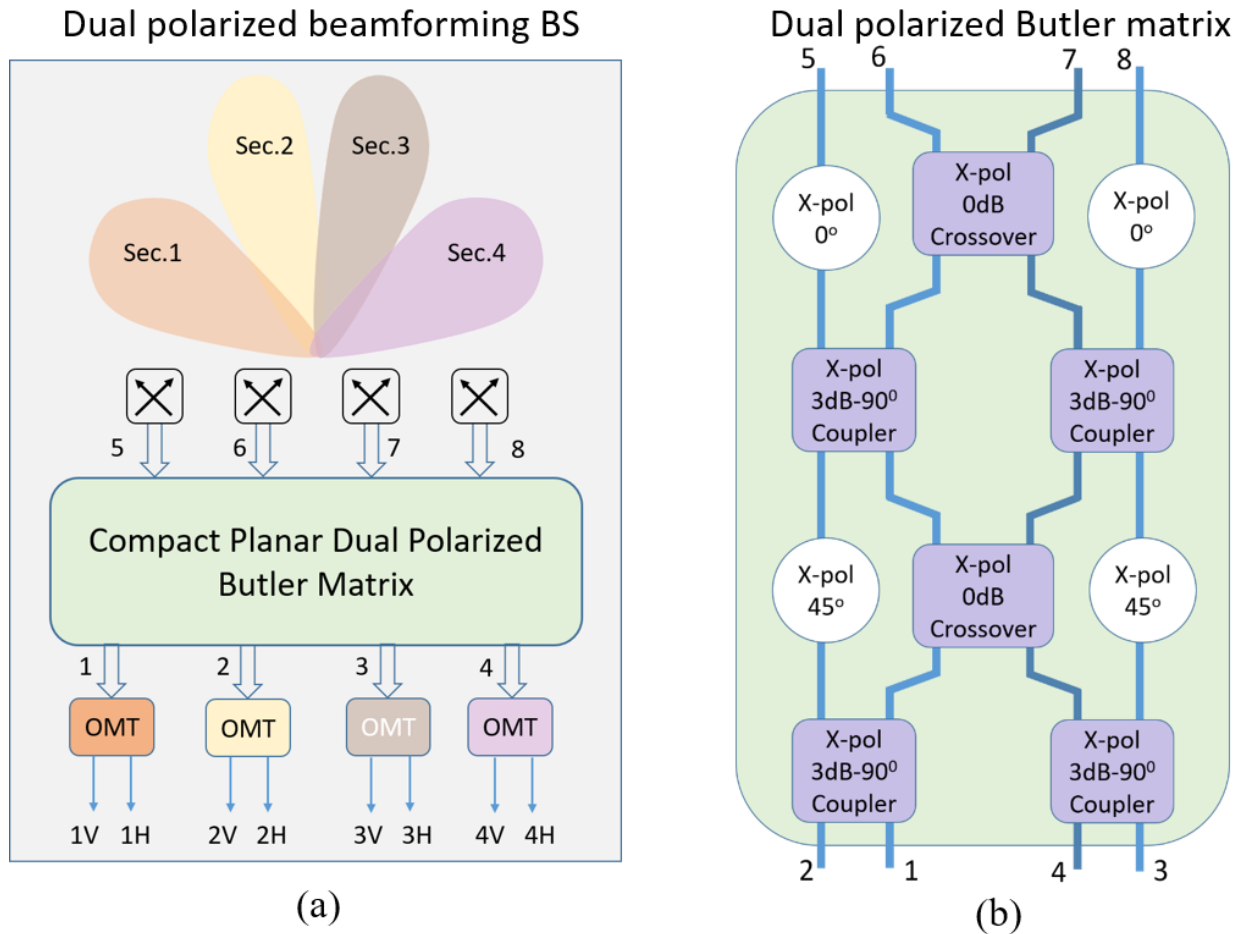 Dual polarized beamforming BS
Sec.2 Sec.3
Sec.1 Sec.4
5 6 7 8
Compact Planar Dual Polarized
Butler Matrix
1 2 3 4
OMT OMT OMT OMT
1V 1H 2V 2H 3V 3H 4V 4H
(a)
Dual polarized Butler matrix
5 6 7 8
X-pol
0dB
Crossover
X-pol
0°
X-pol
0°
X-pol
3dB-90⁰
Coupler
X-pol
3dB-90⁰
Coupler
X-pol
45°
X-pol
0dB
Crossover
X-pol
45°
X-pol
3dB-90⁰
Coupler
X-pol
3dB-90⁰
Coupler
2 1 4 3
(b)